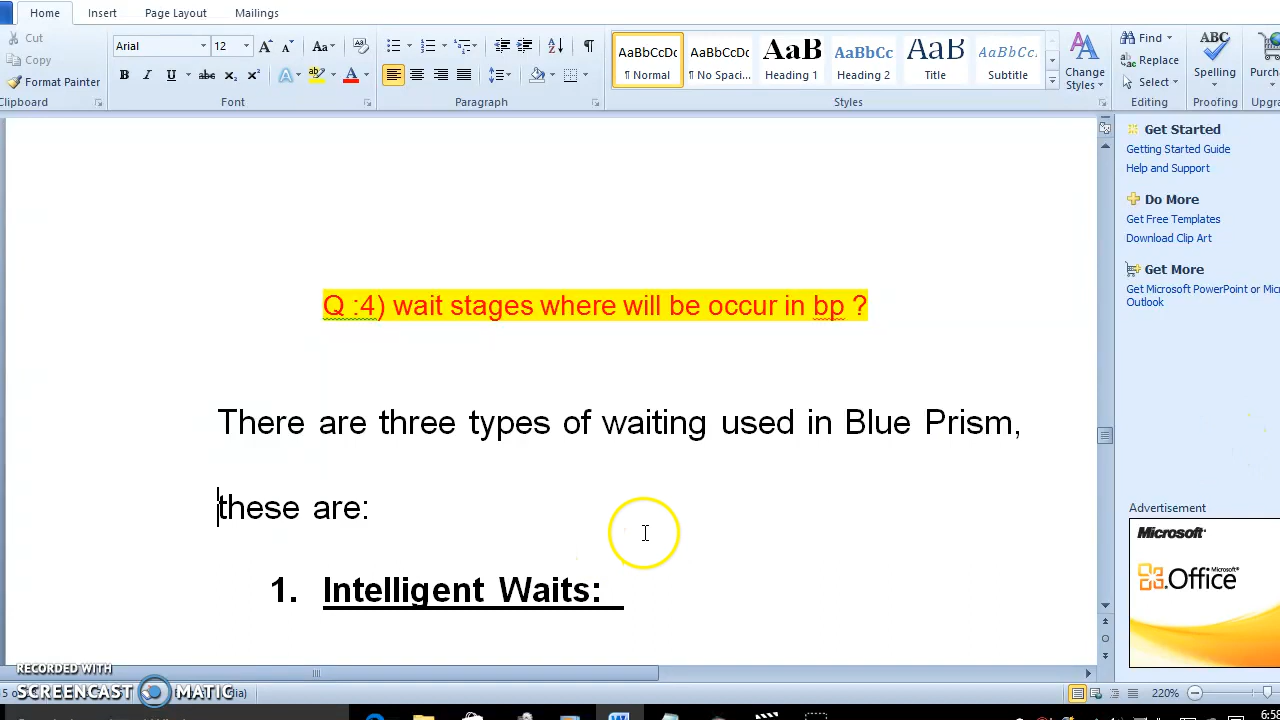 Home Insert Page Layout Mailings
Cut
Copy
Format Painter
Clipboard
Arial 12
Font
Paragraph
AaBbCcDc AaBbCcDc AaB AaBbCc AaB AaBbCc.
¶ Normal ¶ No Spaci... Heading 1 Heading 2 Title Subtitle
Styles
Change
Styles
Find
Replace
Select
Editing
ABC
Spelling
Proofing
Get Started
Getting Started Guide
Help and Support
Do More
Get Free Templates
Download Clip Art
Get More
Get Microsoft PowerPoint or Mic
Outlook
Advertisement
Microsoft
Microsoft
Office
Q :4) wait stages where will be occur in bp ?
There are three types of waiting used in Blue Prism,
these are:
1. Intelligent Waits:
RECORDED WITH
SCREENCAST MATIC
220%